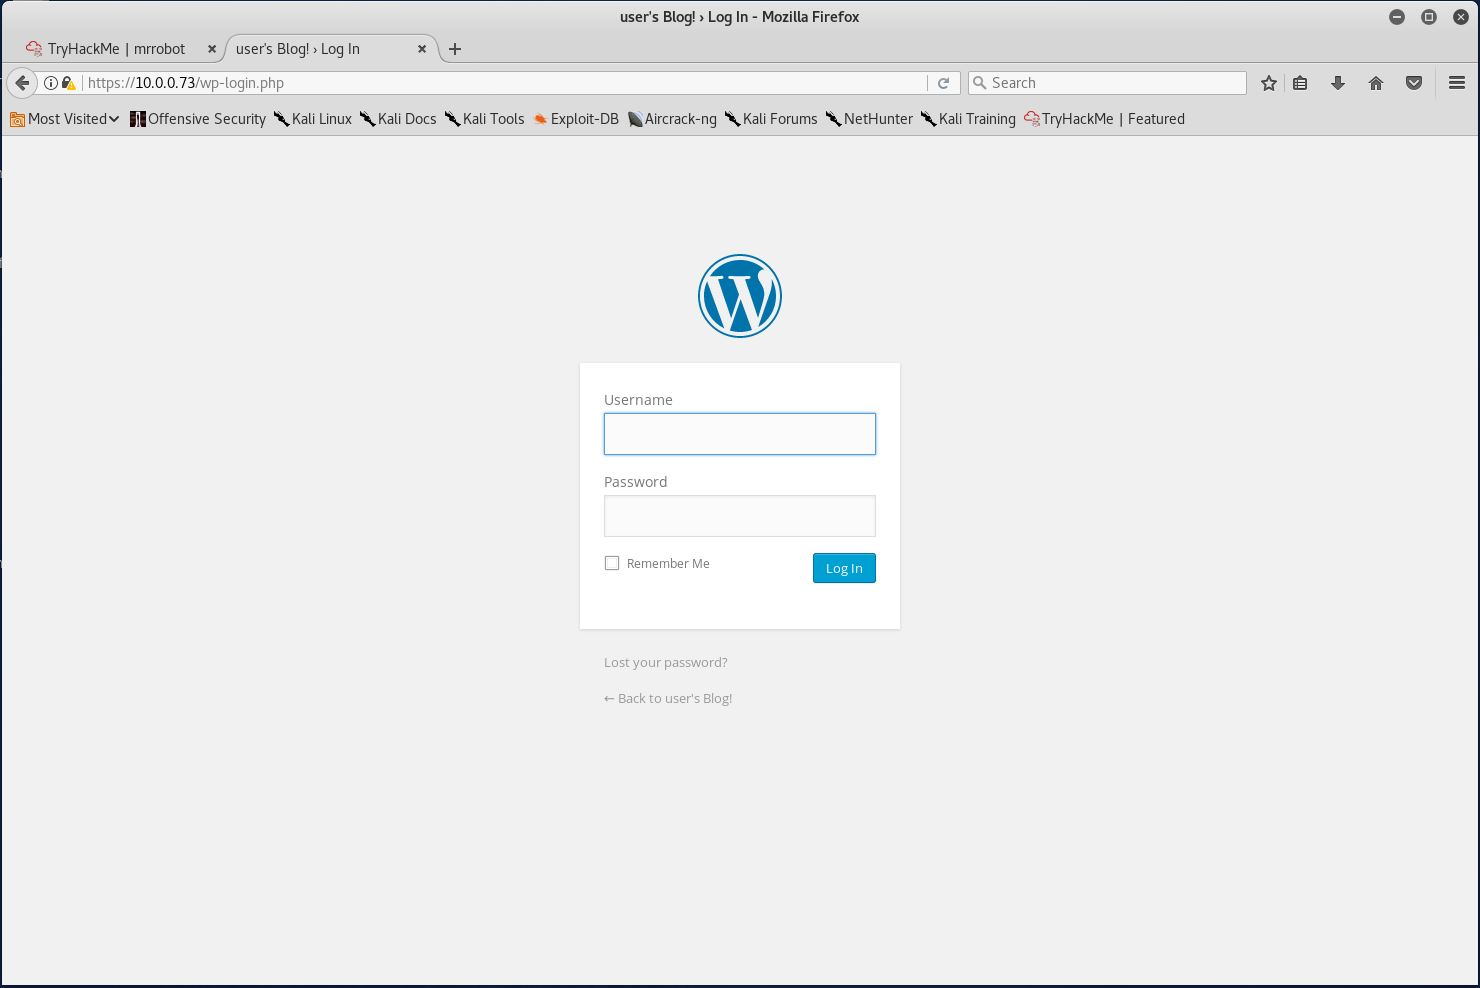 user's Blog! › Log In - Mozilla Firefox
TryHackMe | mrrobot
user's Blog! › Log In
https://10.0.0.73/wp-login.php
Search
Most Visited
Offensive Security
Kali Linux
Kali Docs
Kali Tools
Exploit-DB
Aircrack-ng
Kali Forums
NetHunter
Kali Training
TryHackMe | Featured
Username
Password
Remember Me
Log In
Lost your password?
← Back to user's Blog!